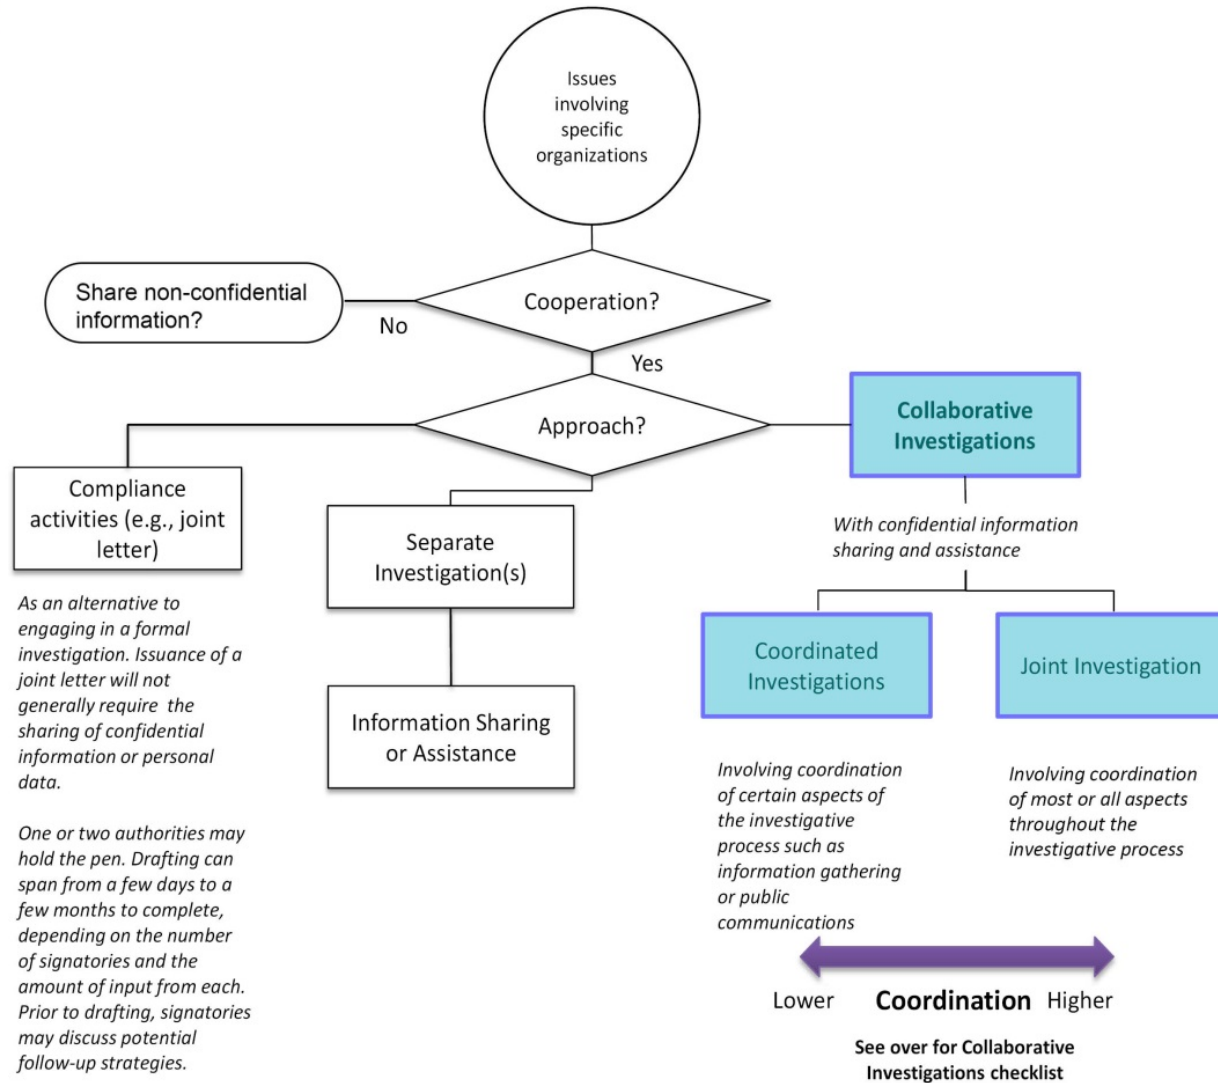 Issues
involving
specific
organizations
Share non-confidential
information?
No
Cooperation?
Yes
Approach?
Collaborative
Investigations
Compliance
activities (e.g., joint
letter)
Separate
Investigation(s)
With confidential information
sharing and assistance
As an alternative to
engaging in a formal
investigation. Issuance of a
joint letter will not
generally require the
sharing of confidential
information or personal
data.
One or two authorities may
hold the pen. Drafting can
span from a few days to a
few months to complete,
depending on the number
of signatories and the
amount of input from each.
Prior to drafting, signatories
may discuss potential
follow-up strategies.
Information Sharing
or Assistance
Coordinated
Investigations
Joint Investigation
Involving coordination
of certain aspects of
the investigative
process such as
information gathering
or public
communications
Involving coordination
of most or all aspects
throughout the
investigative process
Lower Coordination Higher
See over for Collaborative
Investigations checklist